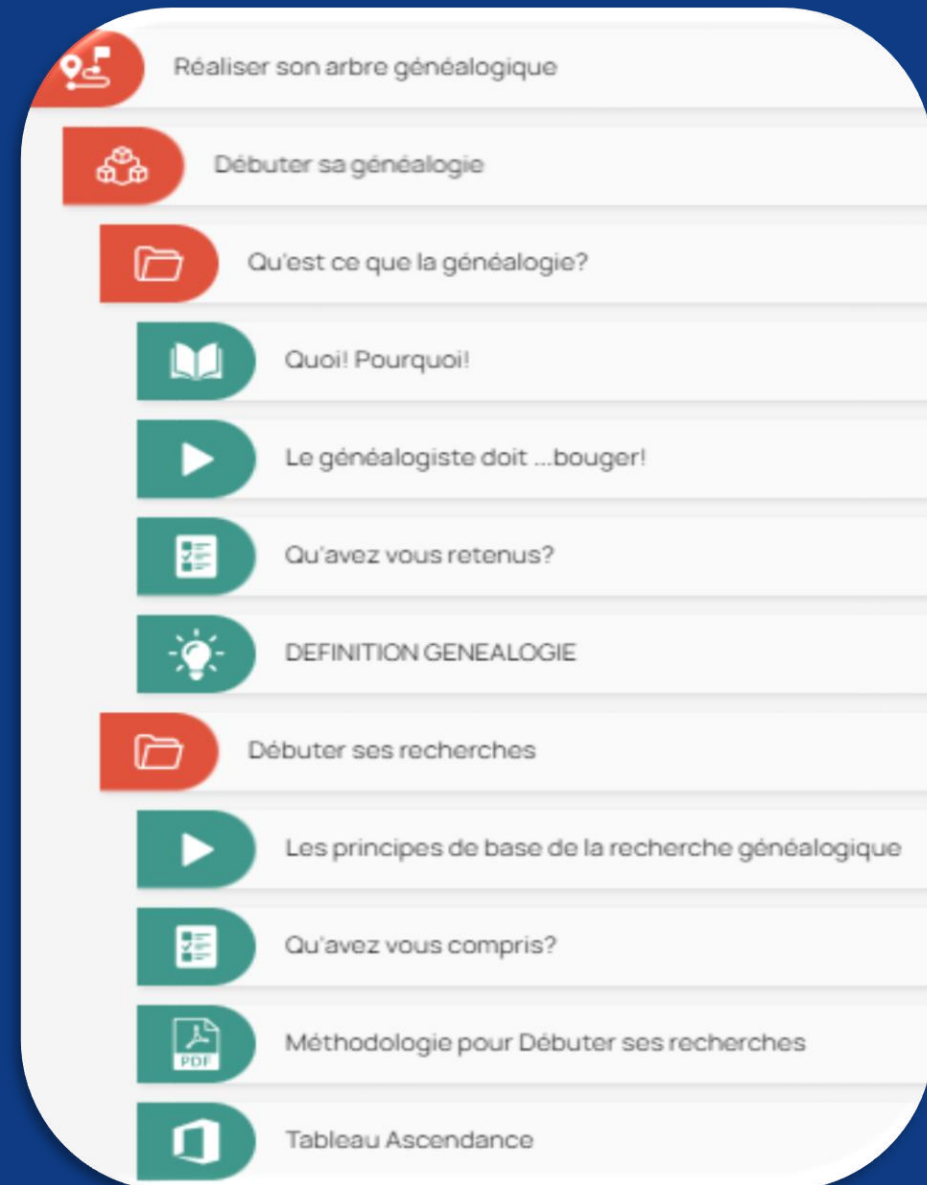 Réaliser son arbre généalogique
Débuter sa généalogie
Qu'est ce que la généalogie?
Quoi! Pourquoi!
Le généalogiste doit ...bouger!
Qu'avez vous retenus?
DEFINITION GENEALOGIE
Débuter ses recherches
Les principes de base de la recherche généalogique
Qu'avez vous compris?
PDF
Méthodologie pour Débuter ses recherches
Tableau Ascendance